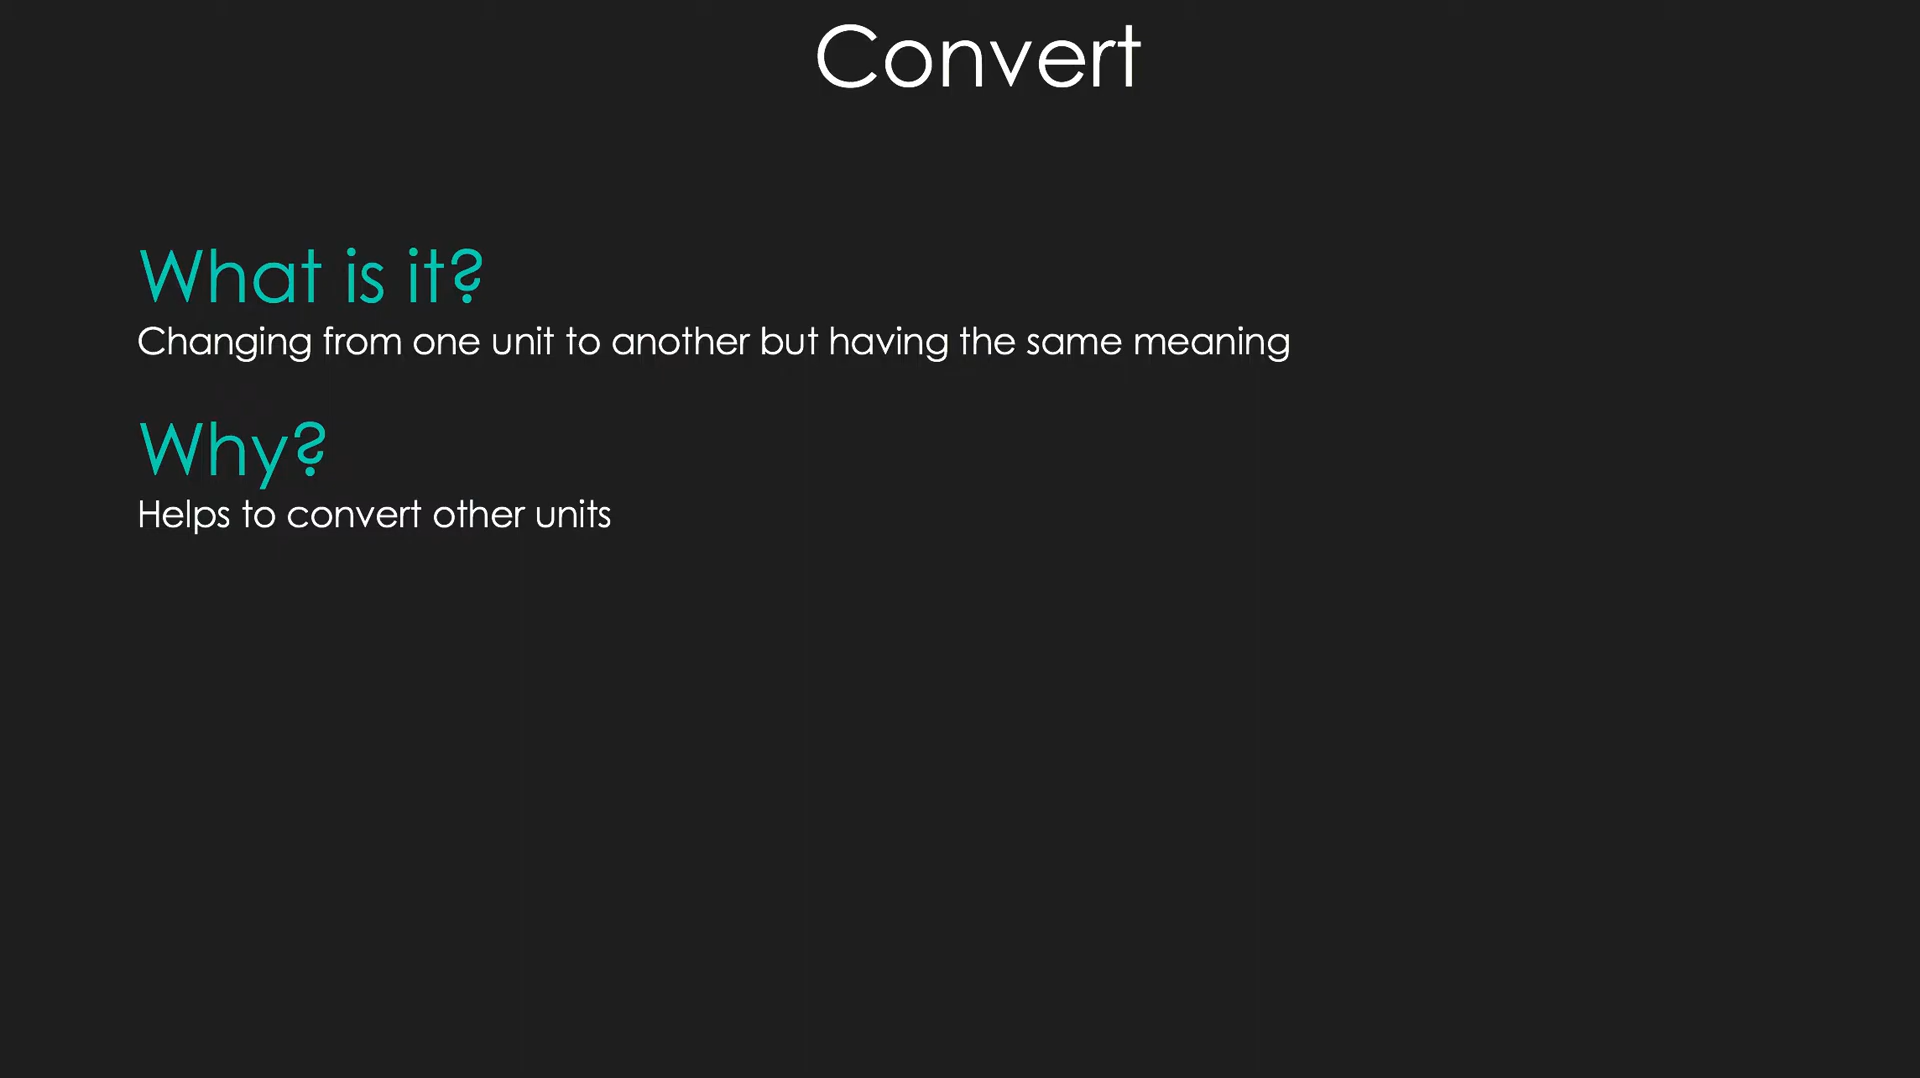 Convert
What is it?
Changing from one unit to another but having the same meaning
Why?
Helps to convert other units